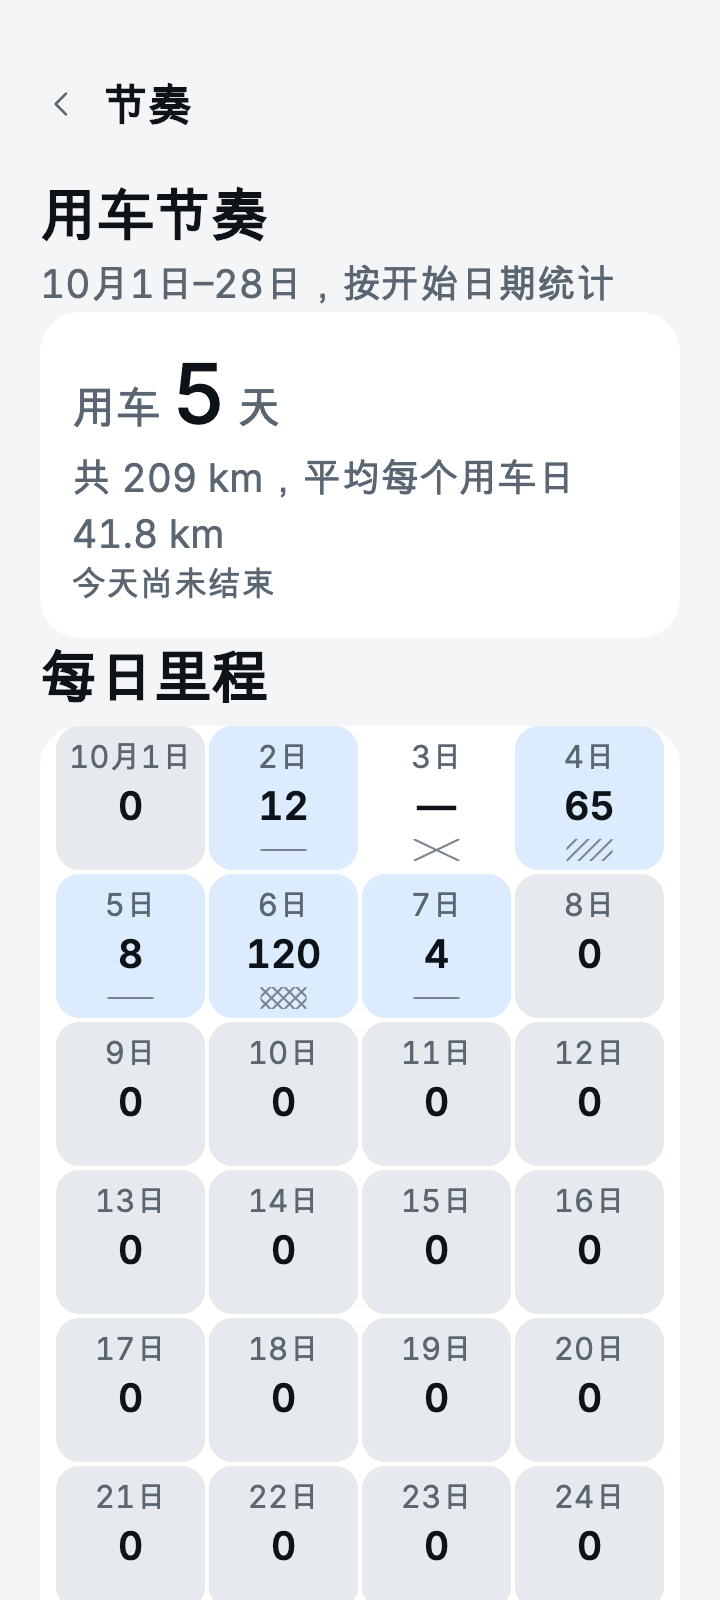 节奏
用车节奏
10月1日–28日，按开始日期统计
用车 5 天
共 209 km，平均每个用车日
41.8 km
今天尚未结束
每日里程
10月1日 2日 3日 4日
0 12 — 65
5日 6日 7日 8日
8 120 4 0
9日 10日 11日 12日
0 0 0 0
13日 14日 15日 16日
0 0 0 0
17日 18日 19日 20日
0 0 0 0
21日 22日 23日 24日
0 0 0 0